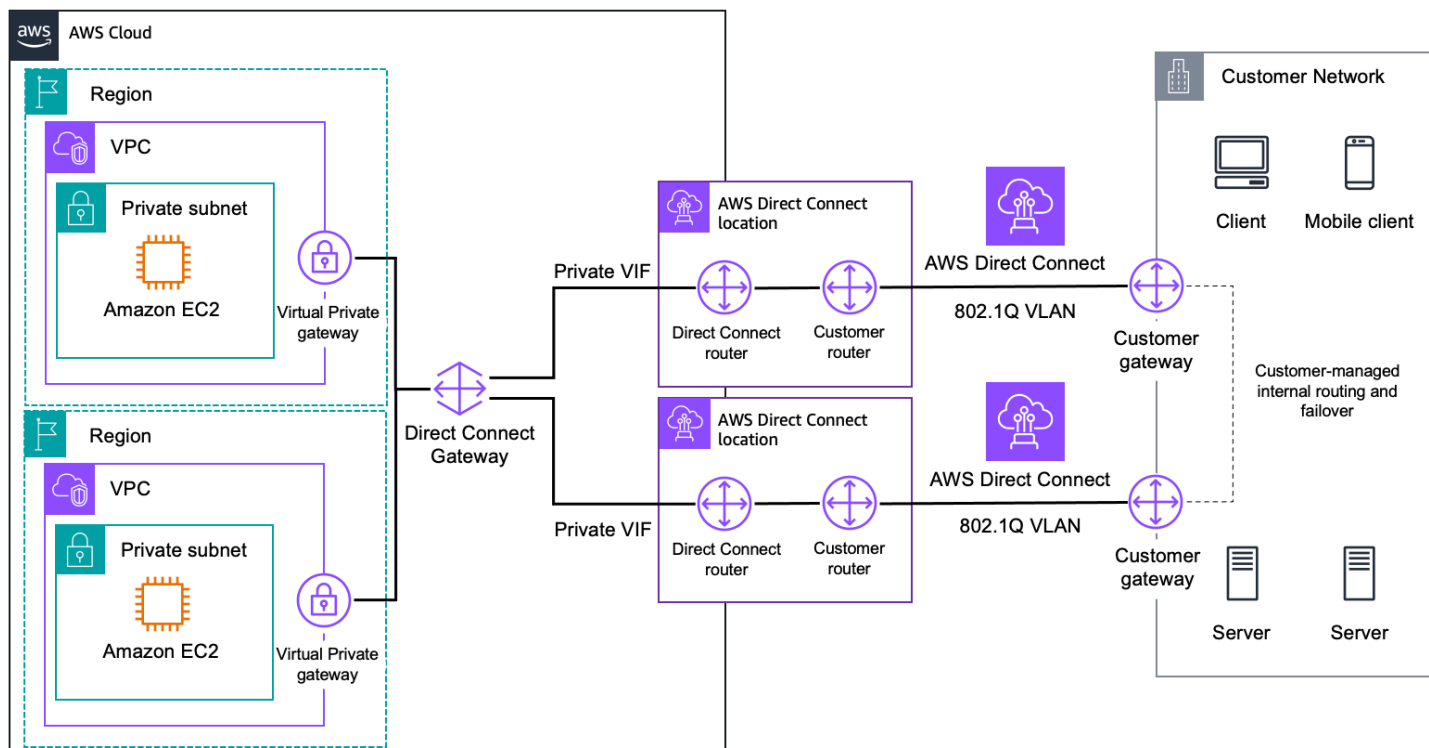 aws
AWS Cloud
Region
VPC
Private subnet
Amazon EC2
Virtual Private
gateway
Region
VPC
Private subnet
Amazon EC2
Virtual Private
gateway
Direct Connect
Gateway
Private VIF
Private VIF
AWS Direct Connect
location
Direct Connect
router
Customer
router
AWS Direct Connect
location
Direct Connect
router
Customer
router
AWS Direct Connect
802.1Q VLAN
AWS Direct Connect
802.1Q VLAN
Customer Network
Client
Mobile client
Customer
gateway
Customer-managed
internal routing and
failover
Customer
gateway
Server
Server